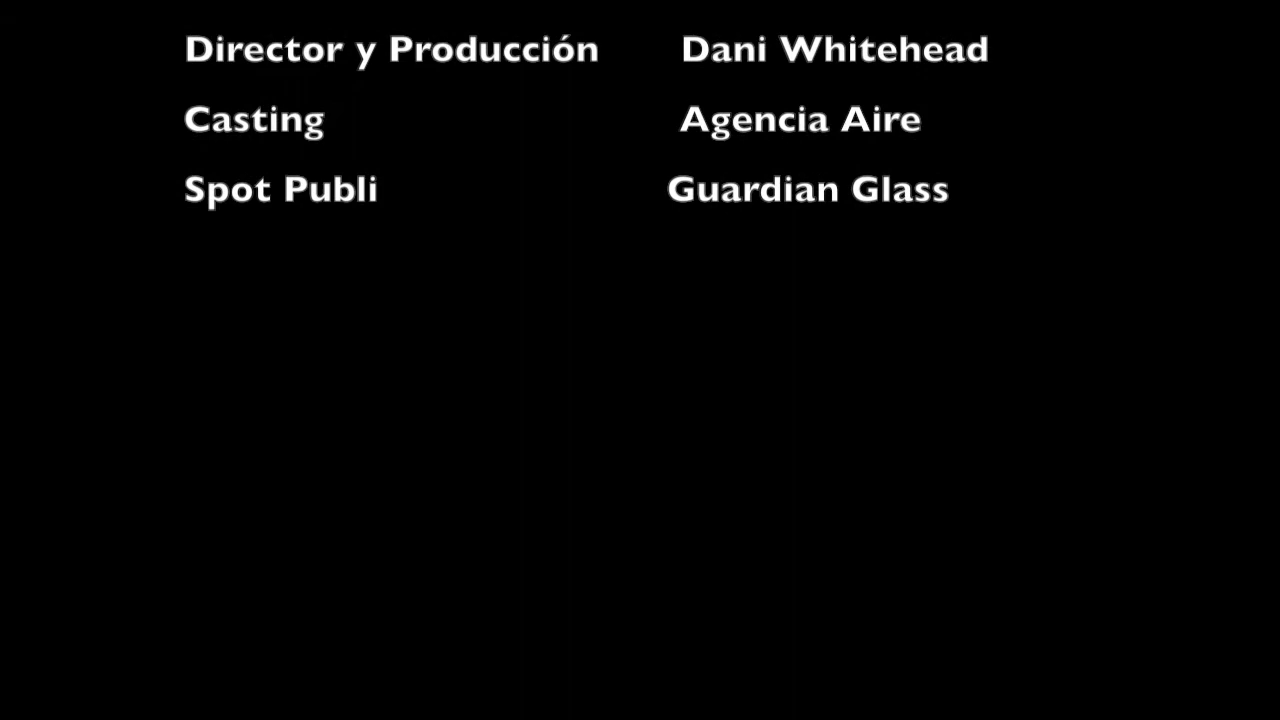 Director y Producción Dani Whitehead
Casting Agencia Aire
Spot Publi Guardian Glass